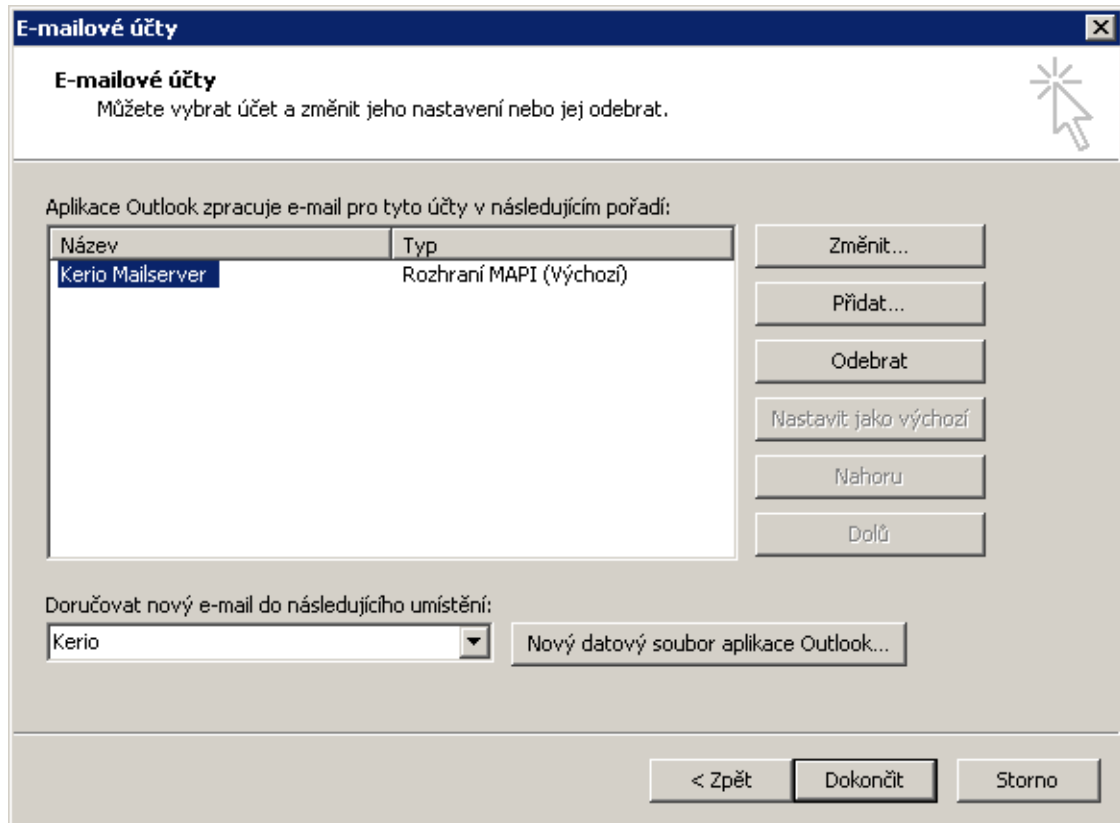 E-mailové účty
E-mailové účty
Můžete vybrat účet a změnit jeho nastavení nebo jej odebrat.
Aplikace Outlook zpracuje e-mail pro tyto účty v následujícím pořadí:
Název Typ
Kerio Mailserver Rozhraní MAPI (Výchozí)
Změnit...
Přidat...
Odebrat
Nastavit jako výchozí
Nahoru
Dolů
Doručovat nový e-mail do následujícího umístění:
Kerio Nový datový soubor aplikace Outlook...
< Zpět Dokončit Storno